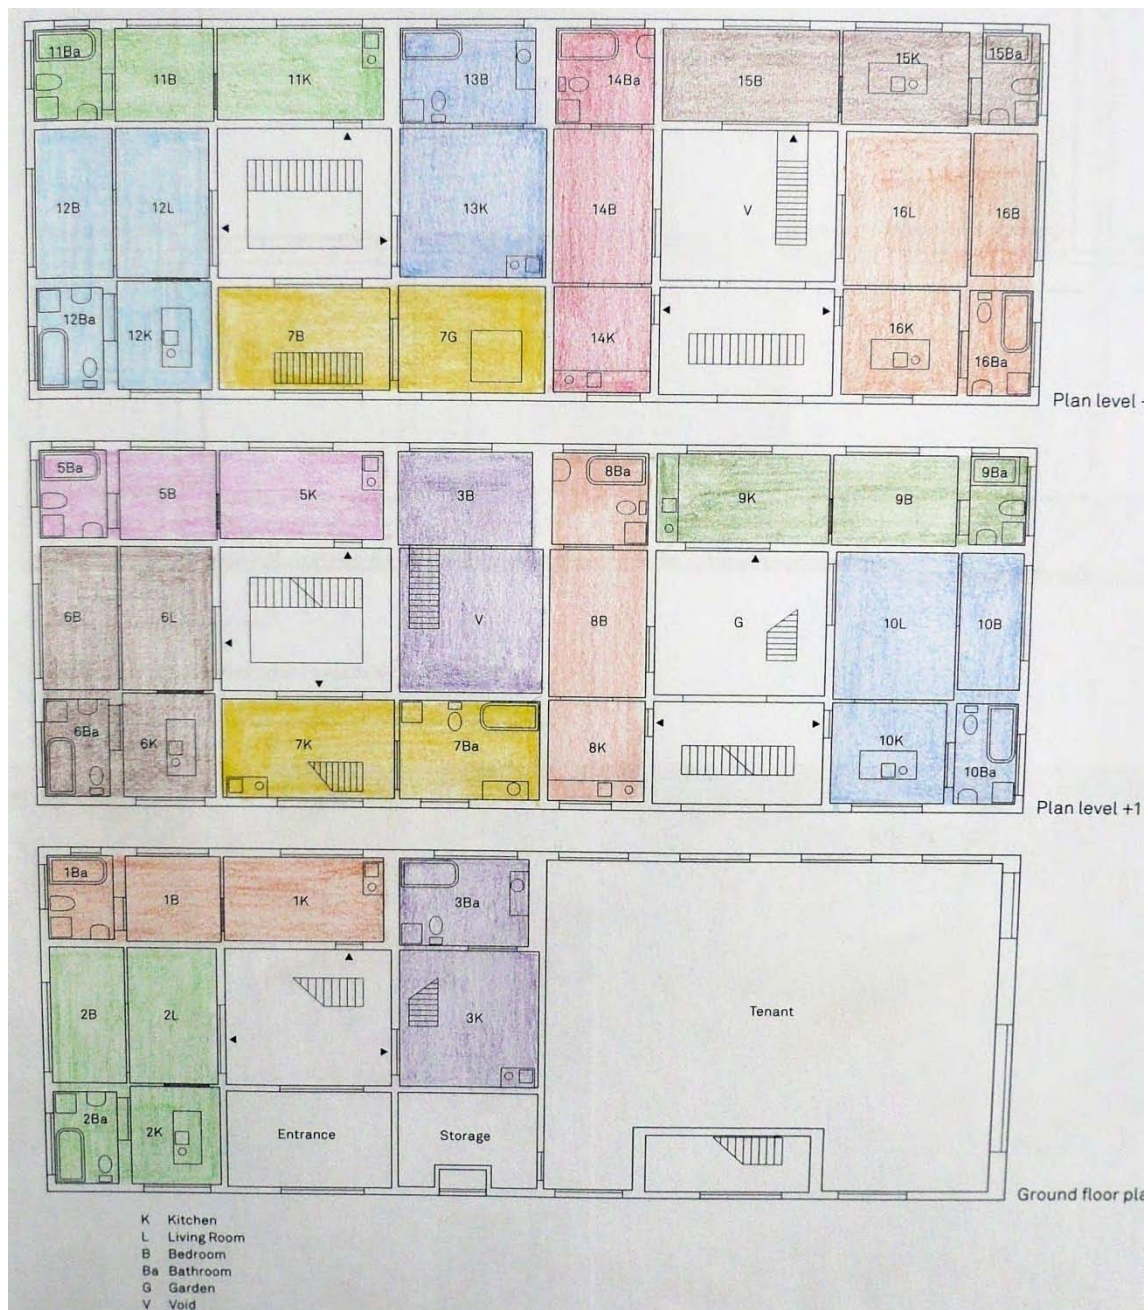 11Ba 11B 11K 13B 14Ba 15B 15K 15Ba
12B 12L 13K 14B V 16L 16B
12Ba 12K 7B 7G 14K 16K 16Ba
Plan level
5Ba 5B 5K 3B 8Ba 9K 9B 9Ba
6B 6L V 8B G 10L 10B
6Ba 6K 7K 7Ba 8K 10K 10Ba
Plan level +1
1Ba 1B 1K 3Ba
2B 2L 3K Tenant
2Ba 2K Entrance Storage
Ground floor pla
K Kitchen
L Living Room
B Bedroom
Ba Bathroom
G Garden
V Void